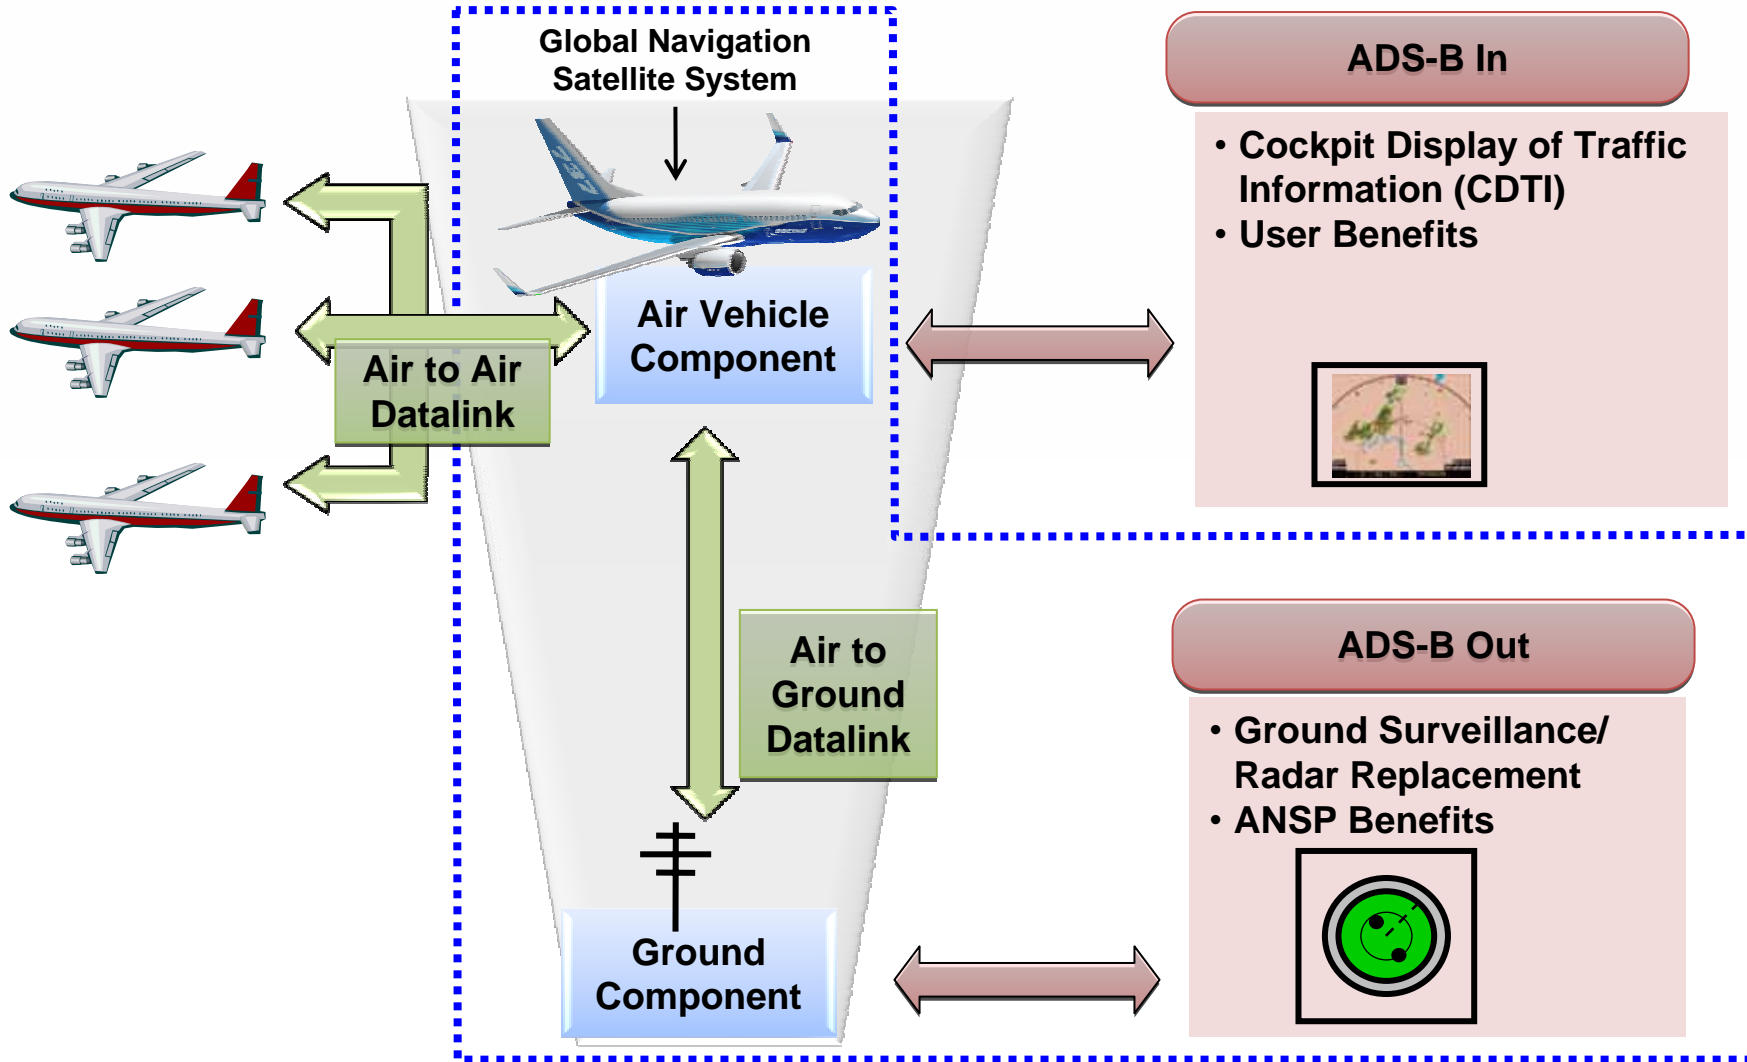 Global Navigation
Satellite System
737
Air Vehicle
Component
Air to Air
Datalink
Air to
Ground
Datalink
Ground
Component
ADS-B In
• Cockpit Display of Traffic
Information (CDTI)
• User Benefits
ADS-B Out
• Ground Surveillance/
Radar Replacement
• ANSP Benefits